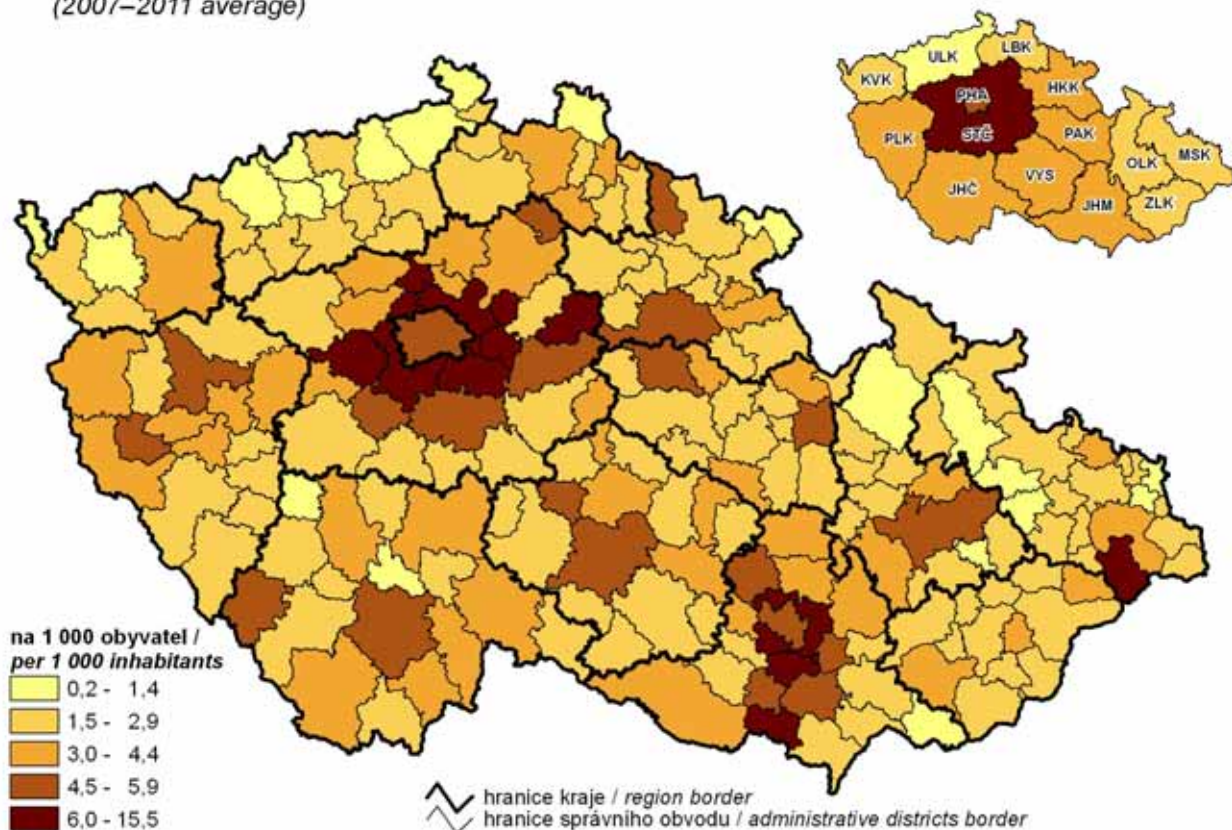 (2007–2011 average)
ULK
LBK
KVK
PHA
HKK
STČ
PLK
PAK
OLK
MSK
VYS
JHČ
JHM
ZLK
na 1 000 obyvatel /
per 1 000 inhabitants
0,2 - 1,4
1,5 - 2,9
3,0 - 4,4
4,5 - 5,9
6,0 - 15,5
hranice kraje / region border
hranice správního obvodu / administrative districts border